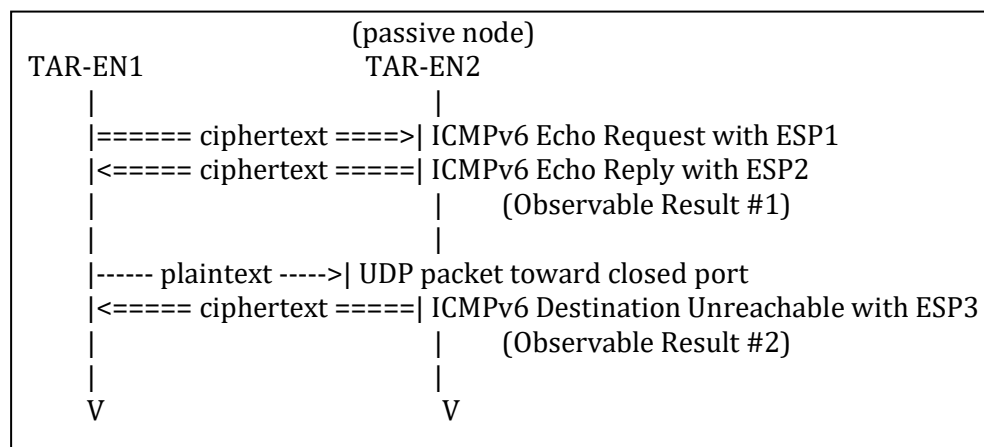 (passive node)
TAR-EN1 TAR-EN2
| |
|====== ciphertext ====>| ICMPv6 Echo Request with ESP1
|<===== ciphertext =====| ICMPv6 Echo Reply with ESP2
| | (Observable Result #1)
| |
|------ plaintext ----->| UDP packet toward closed port
|<===== ciphertext =====| ICMPv6 Destination Unreachable with ESP3
| | (Observable Result #2)
| |
V V